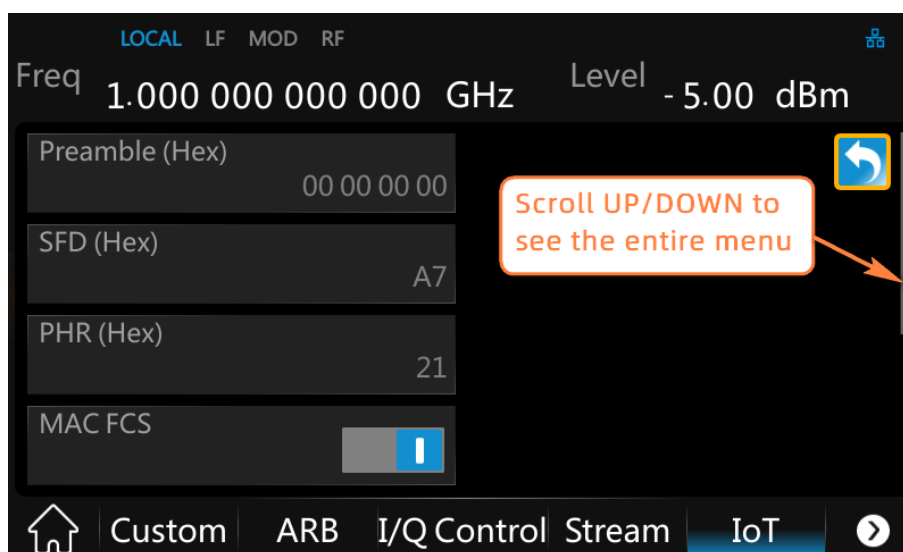 LOCAL LF MOD RF
Freq 1.000 000 000 000 GHz Level - 5.00 dBm
Preamble (Hex)
00 00 00 00
SFD (Hex)
A7
PHR (Hex)
21
MAC FCS
Scroll UP/DOWN to
see the entire menu
Custom ARB I/Q Control Stream IoT